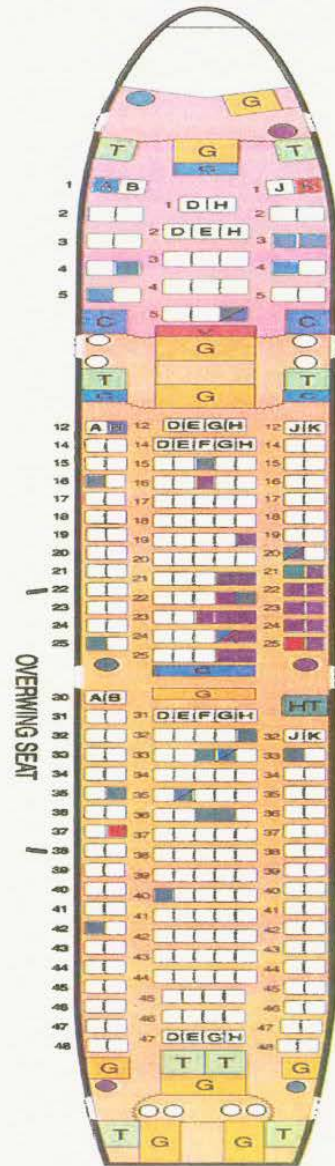 G
T G T
C
1 A B 1 J K
1 D H
2 2
2 D E H
3 3 3
4 4 4
5 5 5
C C
G
T G T
C C
12 A B 12 D E G H 12 J K
14 14 D E F G H 14
15 15 15
16 16 16
17 17 17
18 18 18
19 19 19
20 20 20
21 21 21
22 22 22
23 23 23
24 24 24
25 25 25
30 A B G HT
31 31 D E F G H
32 32 32 J K
33 33 33
34 34 34
35 35 35
36 36 36
37 37 37
38 38 38
39 39 39
40 40 40
41 41 41
42 42 42
43 43 43
44 44 44
45 45 45
46 46 46
47 47 D E G H 47
48 48
G T T G
G
T G G T
OVERWING SEAT